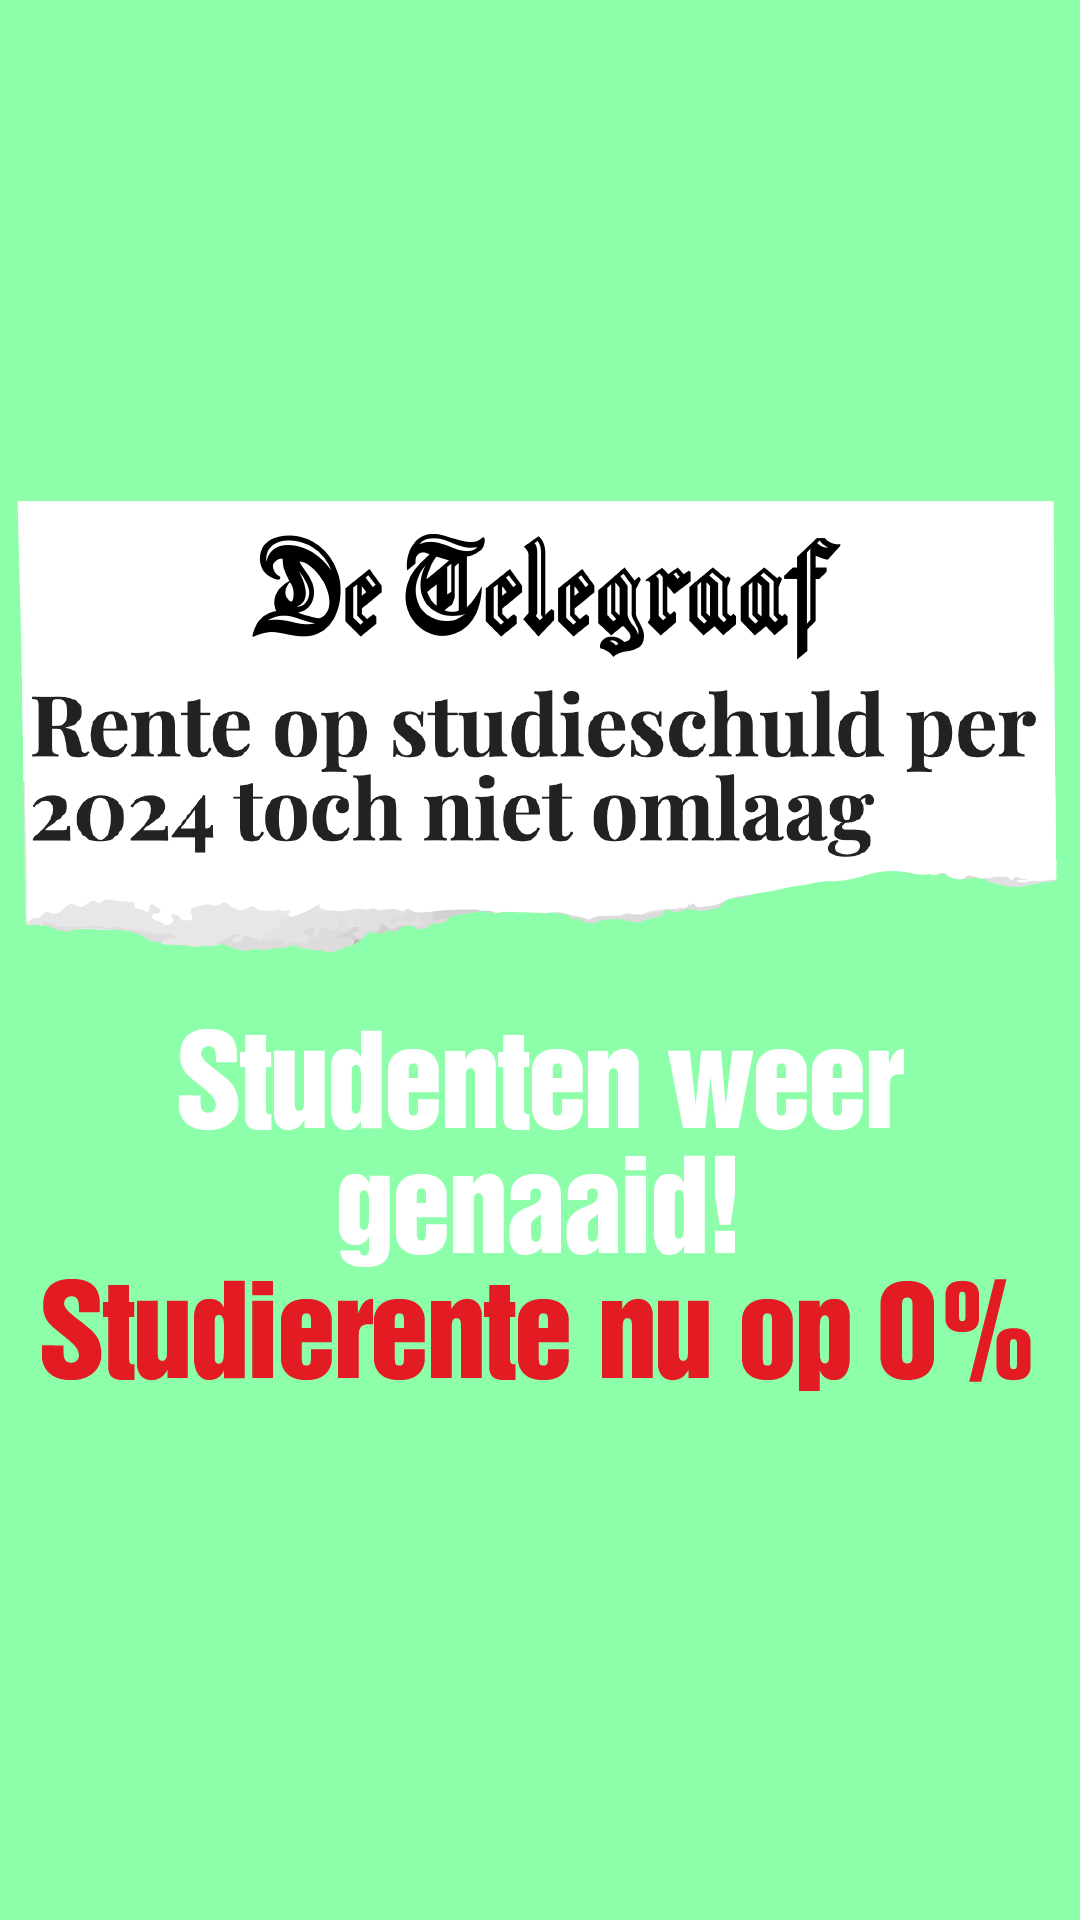 De Telegraaf
Rente op studieschuld per
2024 toch niet omlaag
Studenten weer
genaaid!
Studierente nu op 0%